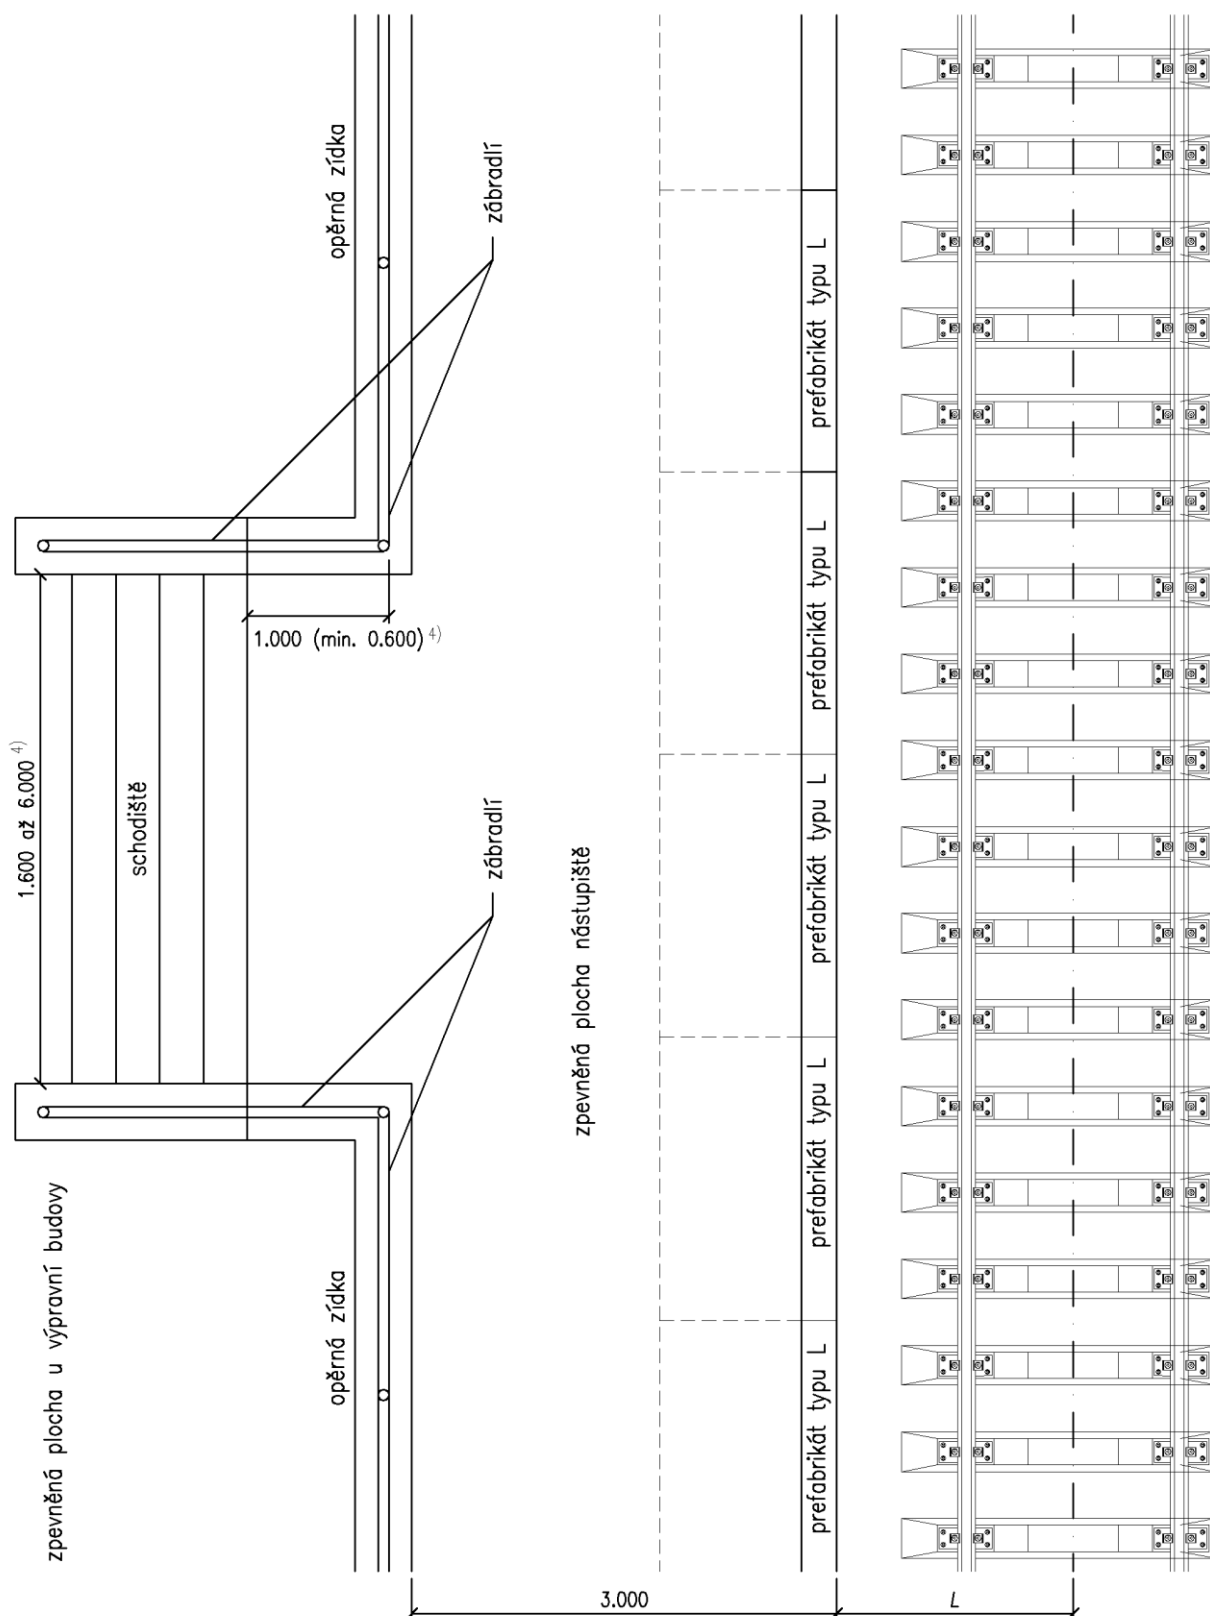 opěrná zídka
zábradlí
prefabrikát typu L
1.000 (min. 0.600) 4)
prefabrikát typu L
1.600 až 6.000 4)
schodiště
zábradlí
zpevněná plocha nástupiště
prefabrikát typu L
prefabrikát typu L
zpevněná plocha u výpravní budovy
opěrná zídka
prefabrikát typu L
3.000
L